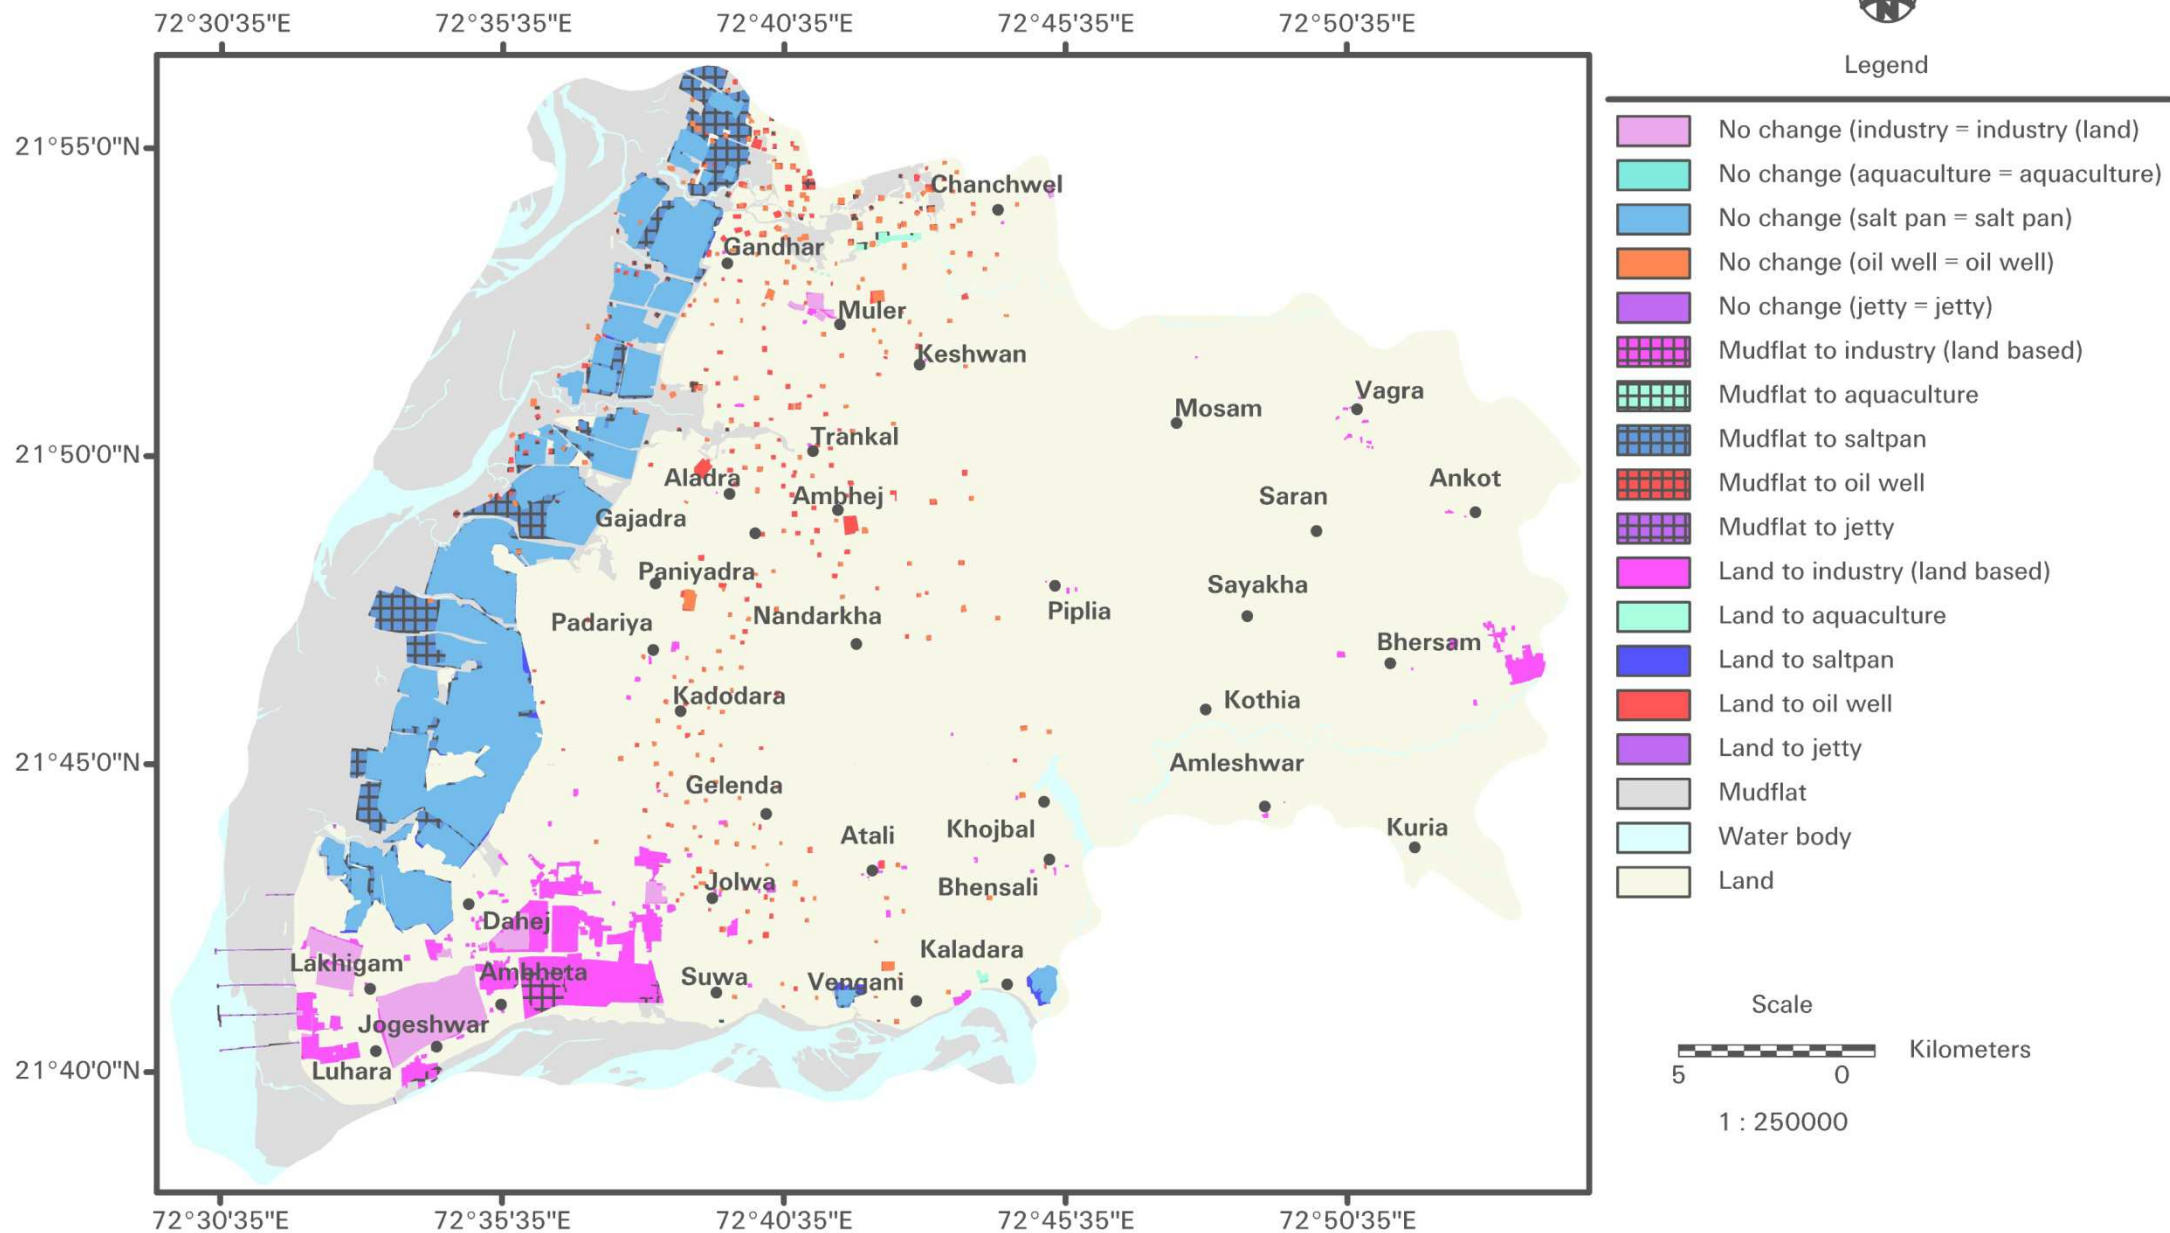 72°30'35"E 72°35'35"E 72°40'35"E 72°45'35"E 72°50'35"E
N
Legend
21°55'0"N
21°50'0"N
21°45'0"N
21°40'0"N
Chanchwel
Gandhar
Muler
Keshwan
Vagra
Mosam
Trankal
Aladra
Ambhej
Ankot
Saran
Gajadra
Paniyadra
Sayakha
Padariya
Nandarkha
Piplia
Bhersam
Kadodara
Kothia
Amleshwar
Gelenda
Atali
Khojbal
Kuria
Jolwa
Bhensali
Dahej
Kaladara
Lakhigam
Ambheta
Suwa
Vengani
Jogeshwar
Luhara
72°30'35"E 72°35'35"E 72°40'35"E 72°45'35"E 72°50'35"E
No change (industry = industry (land)
No change (aquaculture = aquaculture)
No change (salt pan = salt pan)
No change (oil well = oil well)
No change (jetty = jetty)
Mudflat to industry (land based)
Mudflat to aquaculture
Mudflat to saltpan
Mudflat to oil well
Mudflat to jetty
Land to industry (land based)
Land to aquaculture
Land to saltpan
Land to oil well
Land to jetty
Mudflat
Water body
Land
Scale
Kilometers
5 0
1 : 250000